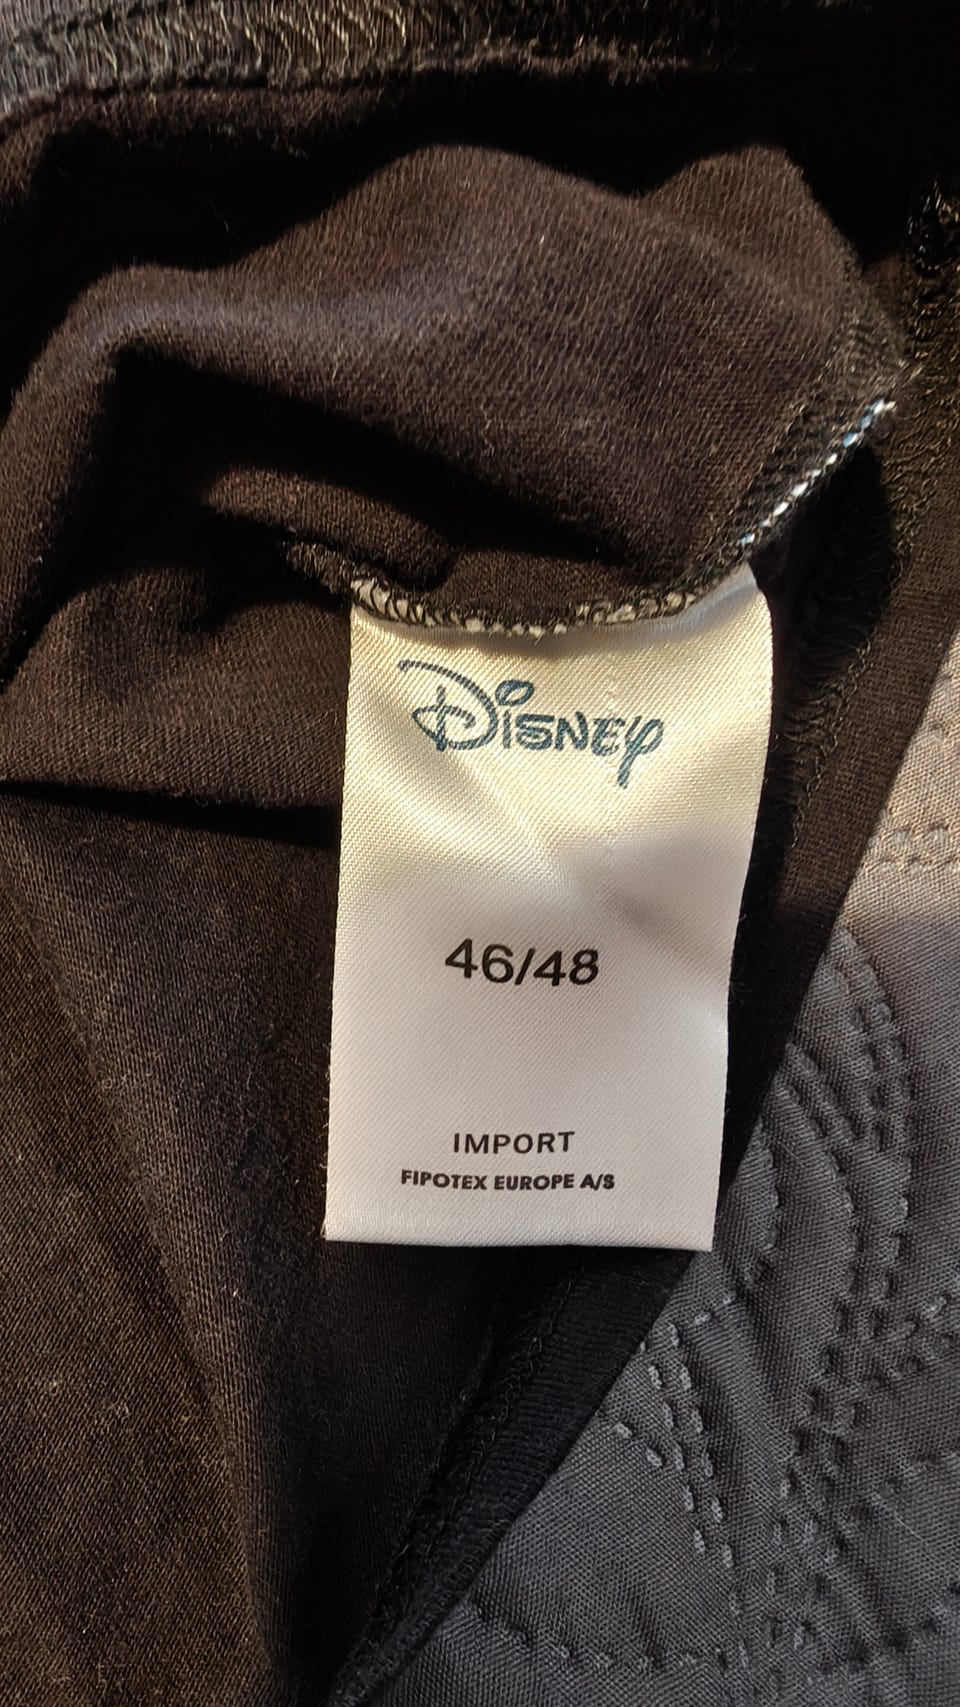 Disney
46/48
IMPORT
FIPOTEX EUROPE A/S